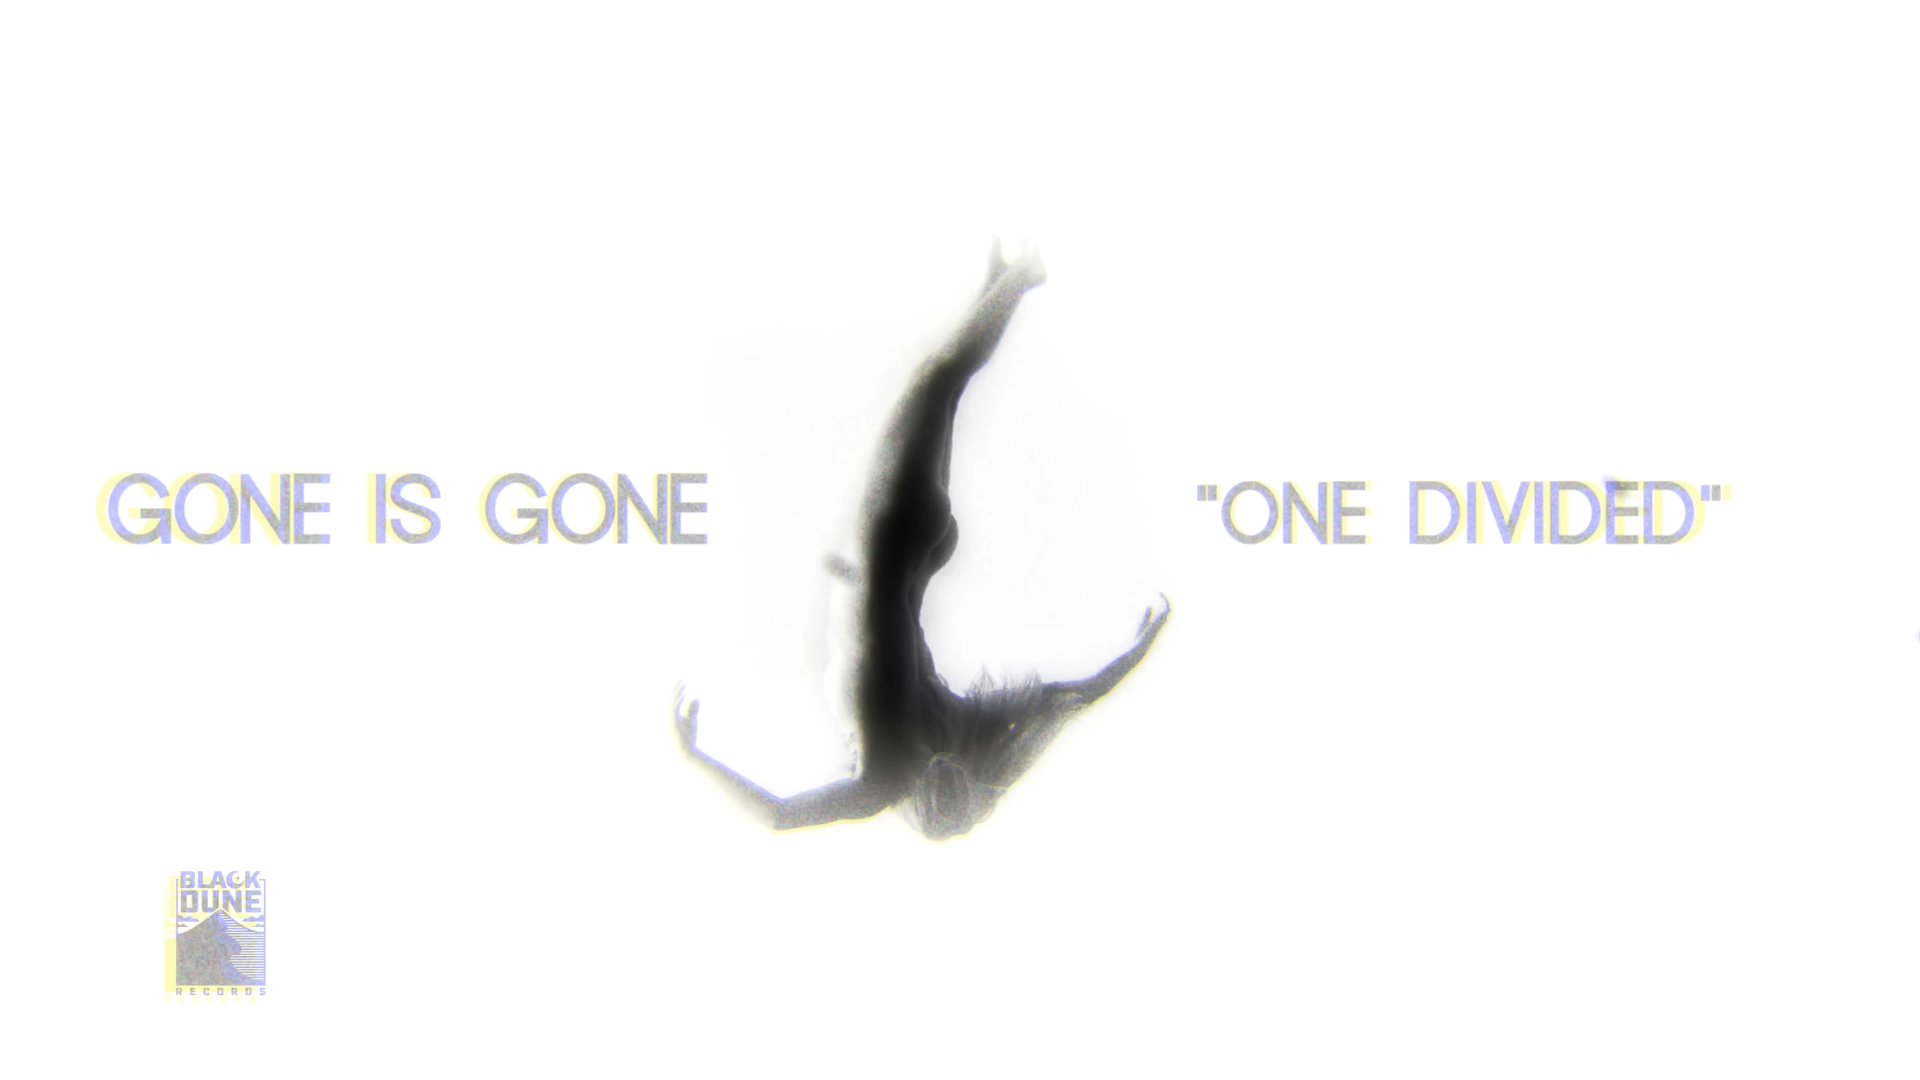 GONE IS GONE
"ONE DIVIDED"
BLACK
DUNE
RECORDS